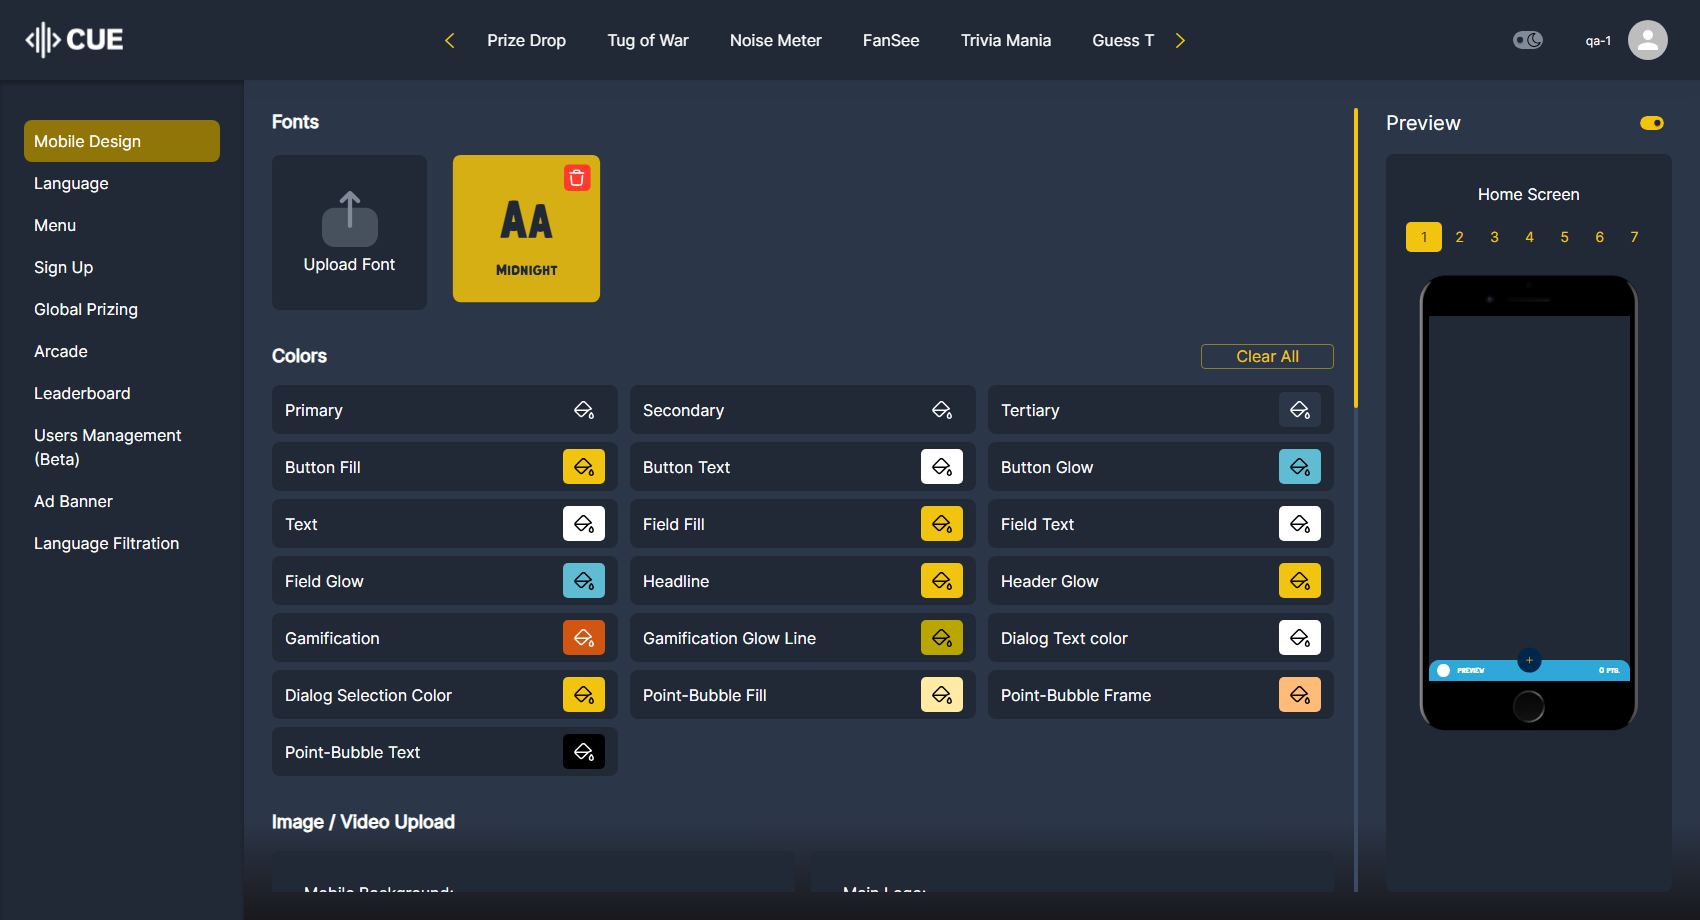 CUE
Prize Drop
Tug of War
Noise Meter
FanSee
Trivia Mania
Guess T
qa-1
Mobile Design
Language
Menu
Sign Up
Global Prizing
Arcade
Leaderboard
Users Management
(Beta)
Ad Banner
Language Filtration
Fonts
Upload Font
AA
MIDNIGHT
Colors
Clear All
Primary
Secondary
Tertiary
Button Fill
Button Text
Button Glow
Text
Field Fill
Field Text
Field Glow
Headline
Header Glow
Gamification
Gamification Glow Line
Dialog Text color
Dialog Selection Color
Point-Bubble Fill
Point-Bubble Frame
Point-Bubble Text
Image / Video Upload
Mobile Background:
Main Logo:
Preview
Home Screen
1 2 3 4 5 6 7
PREVIEW
0 PTS.